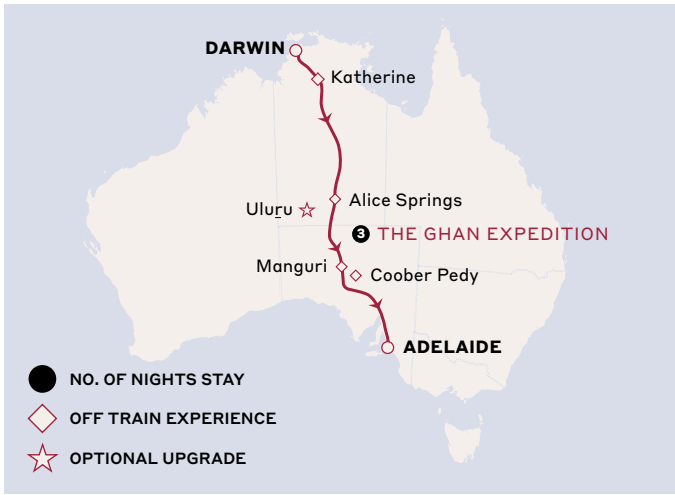 DARWIN
Katherine
Alice Springs
Uluṟu
3 THE GHAN EXPEDITION
Manguri
Coober Pedy
ADELAIDE
NO. OF NIGHTS STAY
OFF TRAIN EXPERIENCE
OPTIONAL UPGRADE